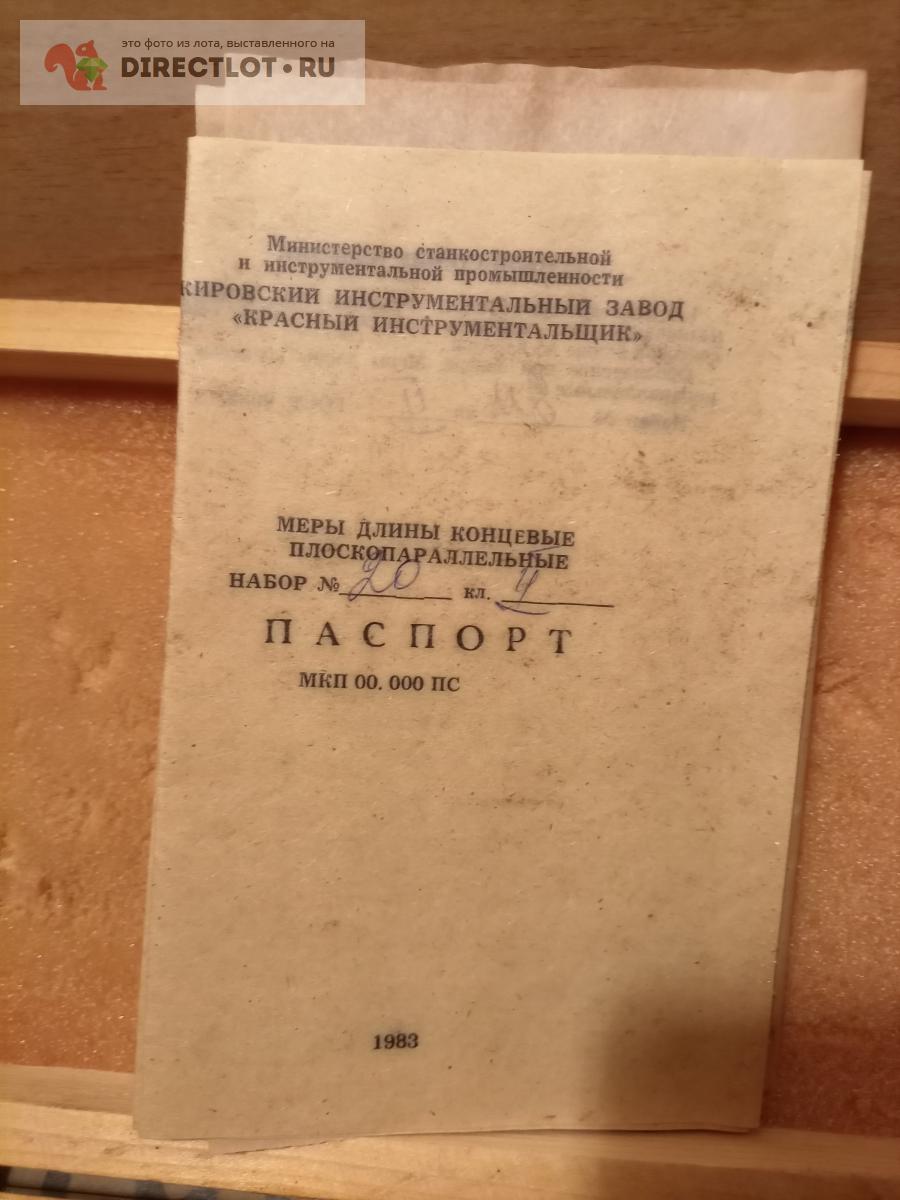 это фото из лота, выставленного на
DIRECTLOT.RU
Министерство станкостроительной
и инструментальной промышленности
КИРОВСКИЙ ИНСТРУМЕНТАЛЬНЫЙ ЗАВОД
«КРАСНЫЙ ИНСТРУМЕНТАЛЬЩИК»
МЕРЫ ДЛИНЫ КОНЦЕВЫЕ
ПЛОСКОПАРАЛЛЕЛЬНЫЕ
НАБОР № 20 кл.
ПАСПОРТ
МКП 00. 000 ПС
1983